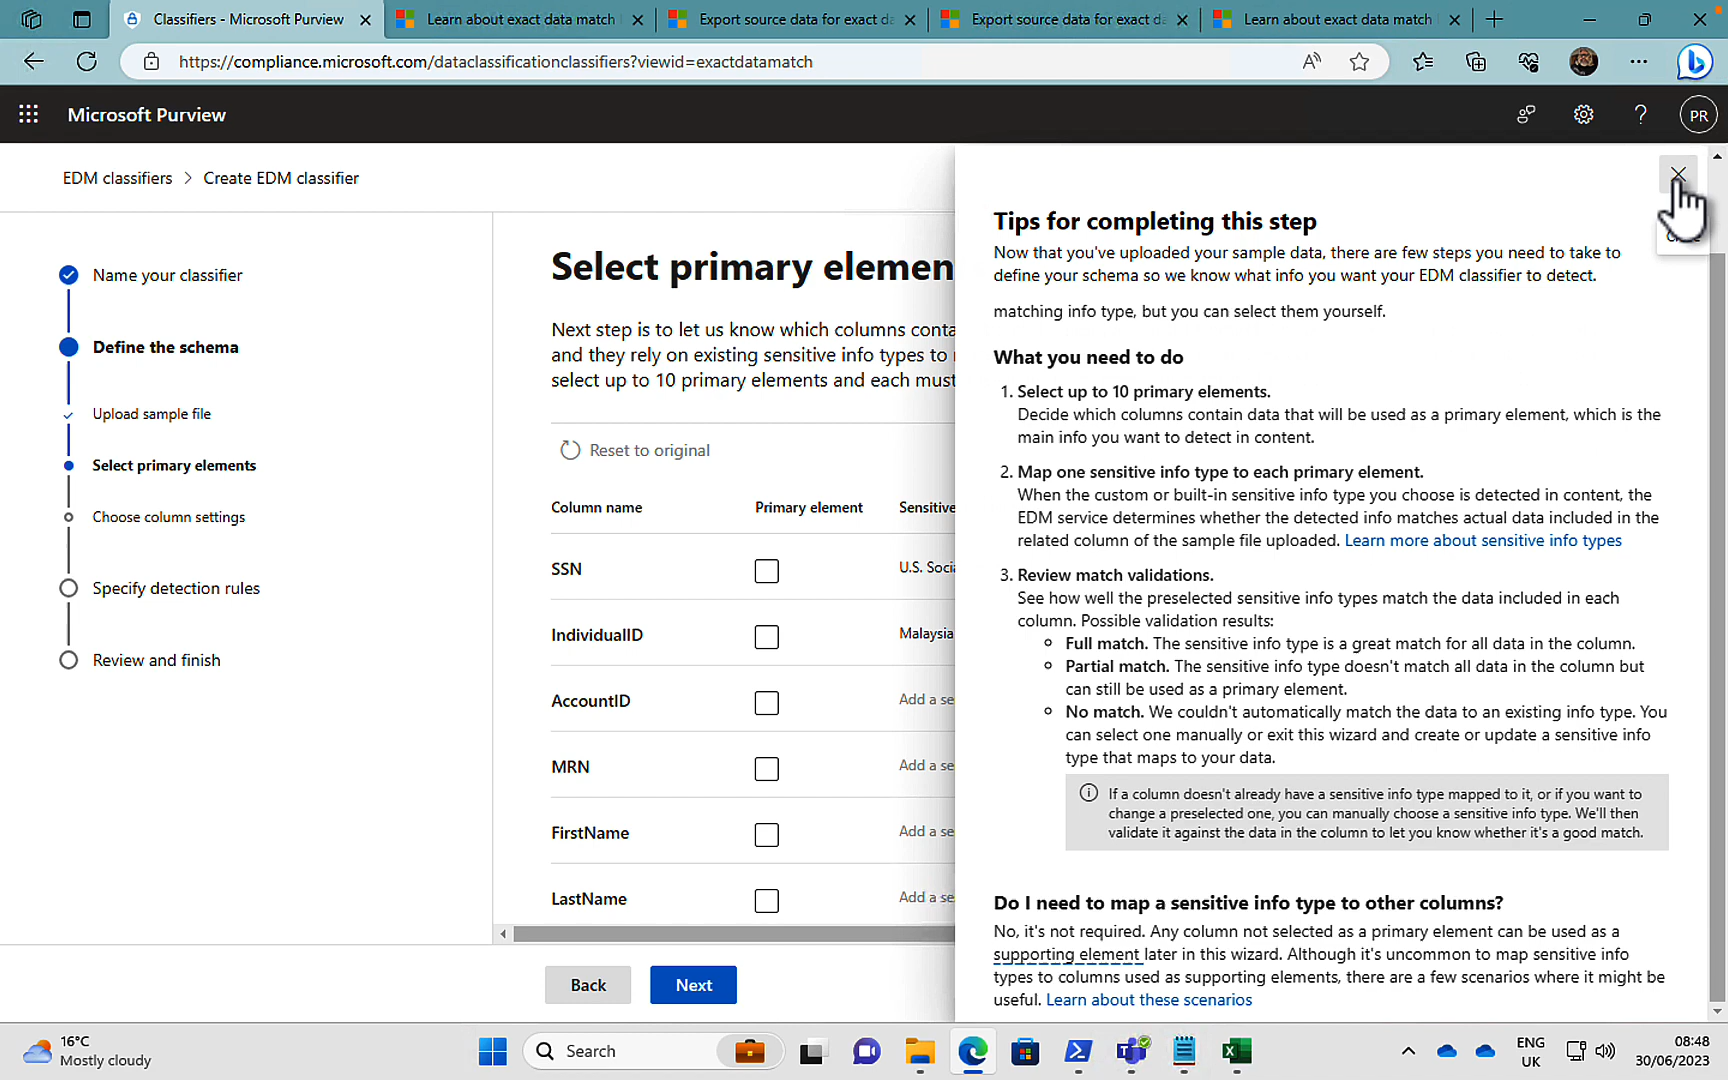 Classifiers - Microsoft Purview
Learn about exact data match
Export source data for exact da
Export source data for exact da
Learn about exact data match
https://compliance.microsoft.com/dataclassificationclassifiers?viewid=exactdatamatch
Microsoft Purview
PR
EDM classifiers > Create EDM classifier
Name your classifier
Define the schema
Upload sample file
Select primary elements
Choose column settings
Specify detection rules
Review and finish
Select primary elemen
Next step is to let us know which columns conta
and they rely on existing sensitive info types to
select up to 10 primary elements and each must
Reset to original
Column name Primary element Sensitive
SSN U.S. Soci
IndividualID Malaysia
AccountID Add a se
MRN Add a se
FirstName Add a se
LastName Add a se
Back Next
Tips for completing this step
Now that you've uploaded your sample data, there are few steps you need to take to
define your schema so we know what info you want your EDM classifier to detect.
matching info type, but you can select them yourself.
What you need to do
1. Select up to 10 primary elements.
Decide which columns contain data that will be used as a primary element, which is the
main info you want to detect in content.
2. Map one sensitive info type to each primary element.
When the custom or built-in sensitive info type you choose is detected in content, the
EDM service determines whether the detected info matches actual data included in the
related column of the sample file uploaded. Learn more about sensitive info types
3. Review match validations.
See how well the preselected sensitive info types match the data included in each
column. Possible validation results:
Full match. The sensitive info type is a great match for all data in the column.
Partial match. The sensitive info type doesn't match all data in the column but
can still be used as a primary element.
No match. We couldn't automatically match the data to an existing info type. You
can select one manually or exit this wizard and create or update a sensitive info
type that maps to your data.
If a column doesn't already have a sensitive info type mapped to it, or if you want to
change a preselected one, you can manually choose a sensitive info type. We'll then
validate it against the data in the column to let you know whether it's a good match.
Do I need to map a sensitive info type to other columns?
No, it's not required. Any column not selected as a primary element can be used as a
supporting element later in this wizard. Although it's uncommon to map sensitive info
types to columns used as supporting elements, there are a few scenarios where it might be
useful. Learn about these scenarios
16°C
Mostly cloudy
Search
ENG
UK
08:48
30/06/2023